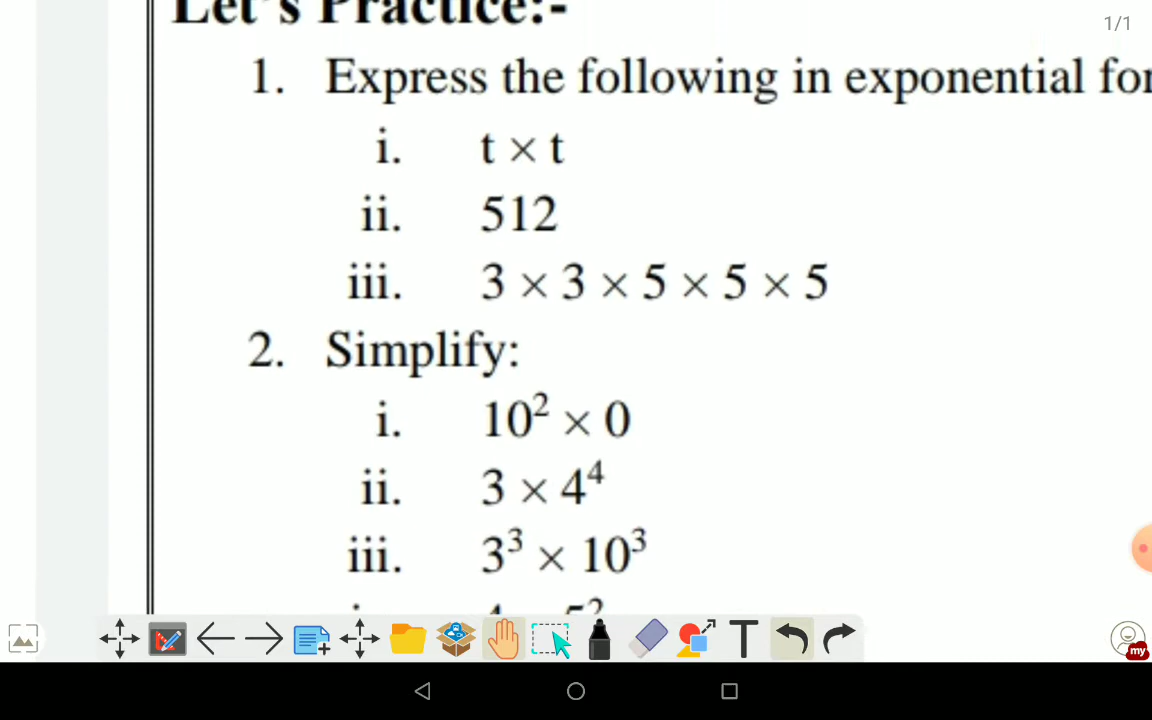 Let's Practice:-
1/1
1. Express the following in exponential for
i. t × t
ii. 512
iii. 3 × 3 × 5 × 5 × 5
2. Simplify:
i. 10² × 0
ii. 3 × 4⁴
iii. 3³ × 10³
T
my